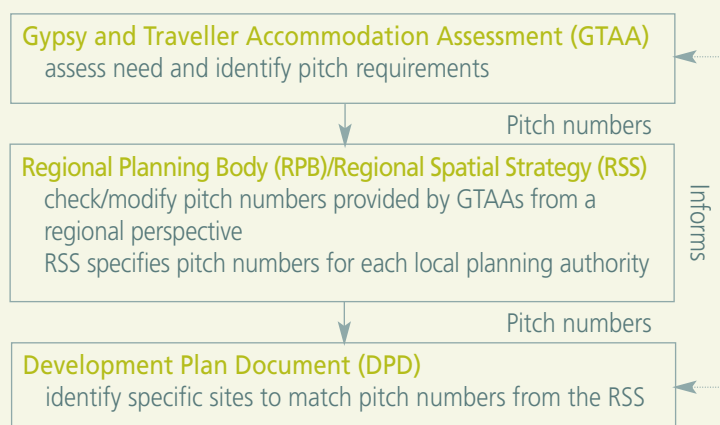 Gypsy and Traveller Accommodation Assessment (GTAA)
assess need and identify pitch requirements
Pitch numbers
Regional Planning Body (RPB)/Regional Spatial Strategy (RSS)
check/modify pitch numbers provided by GTAAs from a
regional perspective
RSS specifies pitch numbers for each local planning authority
Informs
Pitch numbers
Development Plan Document (DPD)
identify specific sites to match pitch numbers from the RSS